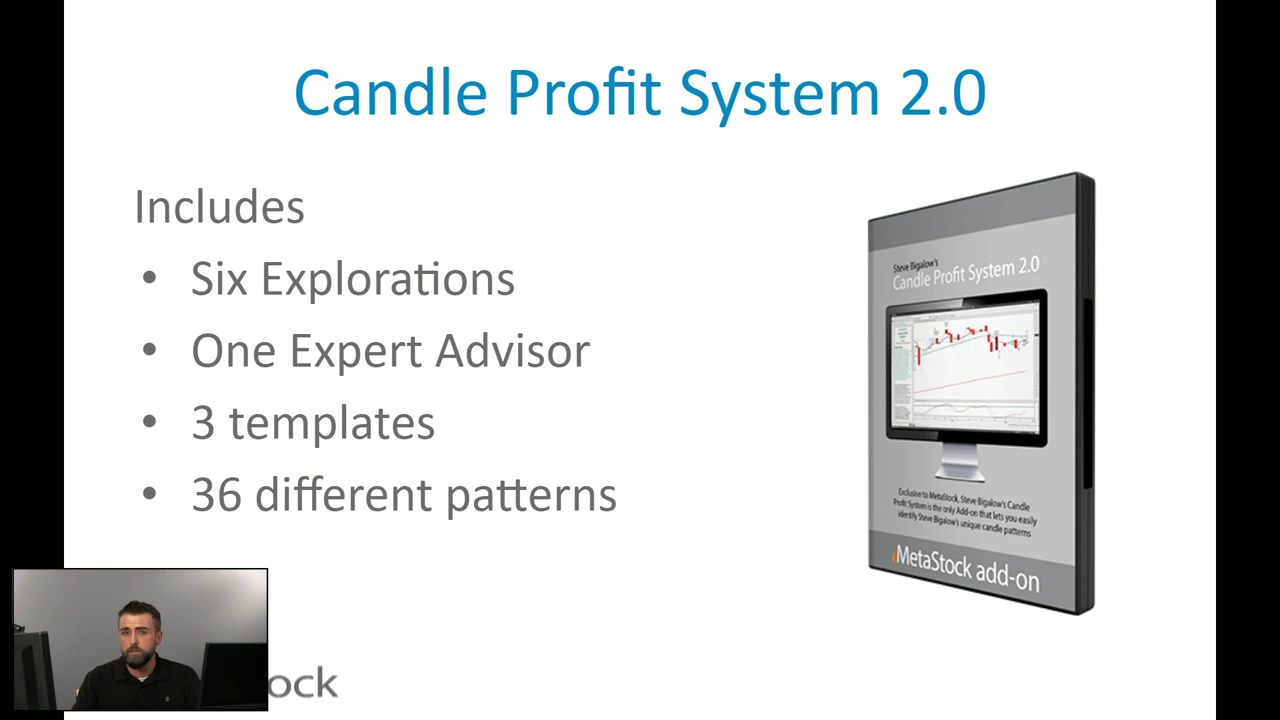 Candle Profit System 2.0
Includes
• Six Explorations
• One Expert Advisor
• 3 templates
• 36 different patterns
Steve Bigalow's
Candle Profit System 2.0
Exclusive to MetaStock, Steve Bigalow's Candle
Profit System is the only Add-on that lets you easily
identify Steve Bigalow's unique candle patterns
MetaStock add-on
ock